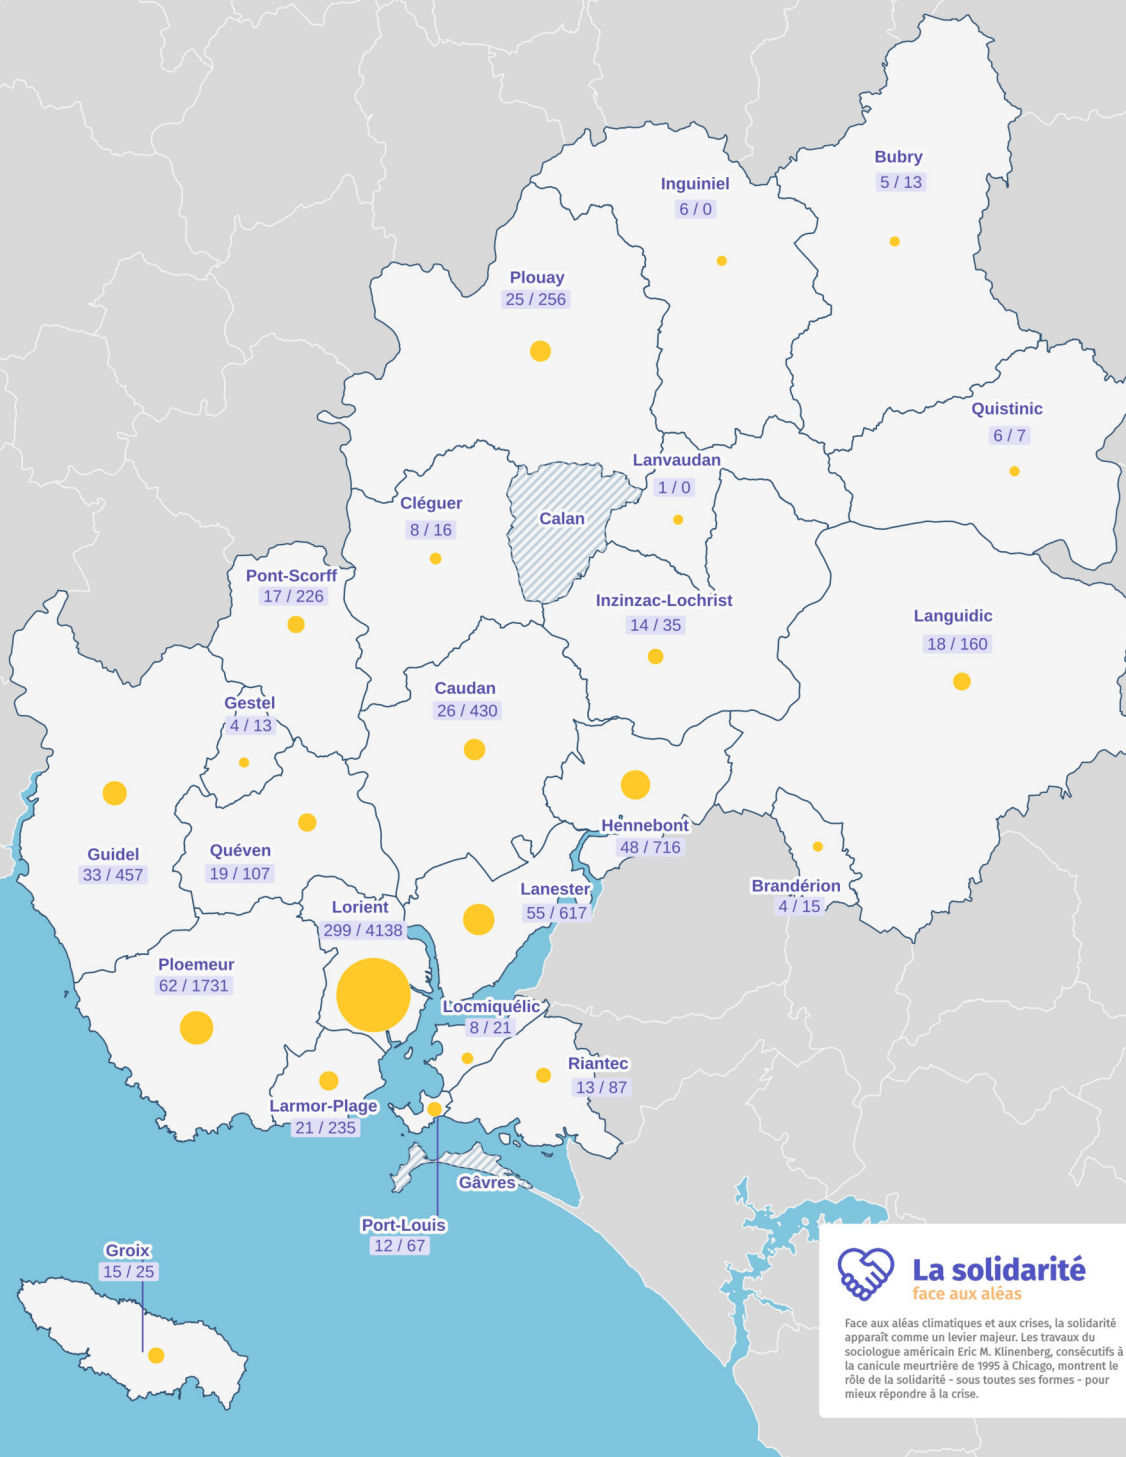 Bubry
5 / 13
Inguiniel
6 / 0
Plouay
25 / 256
Quistinic
6 / 7
Lanvaudan
1 / 0
Cléguer
8 / 16
Calan
Pont-Scorff
17 / 226
Inzinzac-Lochrist
14 / 35
Languidic
18 / 160
Caudan
26 / 430
Gestel
4 / 13
Hennebont
48 / 716
Guidel
33 / 457
Quéven
19 / 107
Brandérion
4 / 15
Lanester
55 / 617
Lorient
299 / 4138
Ploemeur
62 / 1731
Locmiquélic
8 / 21
Riantec
13 / 87
Larmor-Plage
21 / 235
Gâvres
Port-Louis
12 / 67
Groix
15 / 25
La solidarité
face aux aléas
Face aux aléas climatiques et aux crises, la solidarité
apparaît comme un levier majeur. Les travaux du
sociologue américain Eric M. Klinenberg, consécutifs à
la canicule meurtrière de 1995 à Chicago, montrent le
rôle de la solidarité - sous toutes ses formes - pour
mieux répondre à la crise.